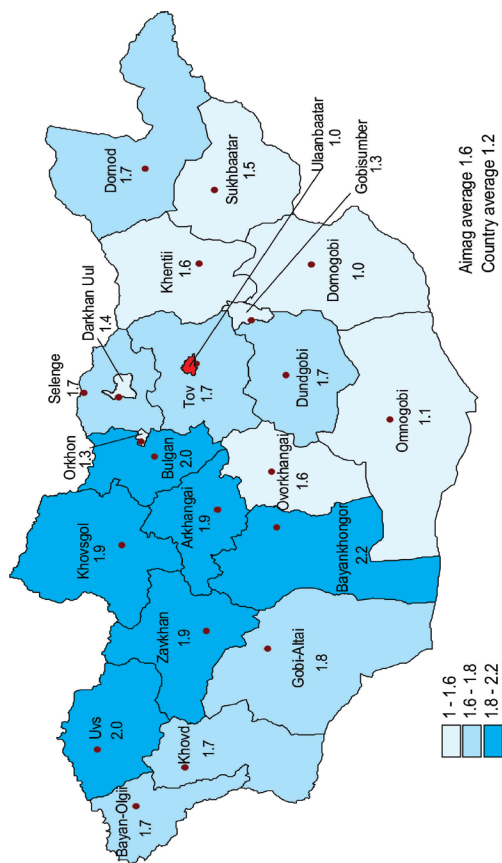 Khovsgol
1.9
Orkhon
1.3
Selenge
1.7
Darkhan Uul
1.4
Dornod
1.7
Uvs
2.0
Zavkhan
1.9
Bulgan
2.0
Arkhangai
1.9
Khentii
1.6
Tov
1.7
Sukhbaatar
1.5
Bayan-Olgii
1.7
Khovd
1.7
Ovorkhangai
1.6
Ulaanbaatar
1.0
Gobisumber
1.3
Dundgobi
1.7
Dornogobi
1.0
Gobi-Altai
1.8
Bayankhongor
2.2
Omnogobi
1.1
1 - 1.6
1.6 - 1.8
1.8 - 2.2
Aimag average 1.6
Country average 1.2